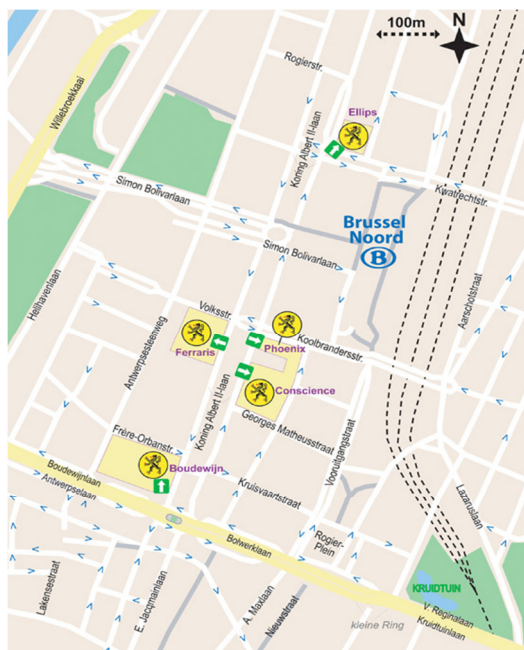 100m
N
Rogierstr.
Willebroekkaai
Ellips
Koning Albert II-laan
Simon Bolivarlaan
Kwatrechtstr.
Brussel
Noord
B
Simon Bolivarlaan
Helihavenlaan
Aarschotstraat
Volksstr.
Antwerpsesteenweg
Ferraris
Phoenix
Koolbrandersstr.
Conscience
Koning Albert II-laan
Georges Matheusstraat
Vooruitgangstraat
Frère-Orbanstr.
Boudewijn
Boudewijnlaan
Antwerpselaan
Kruisvaartstraat
Lazaruslaan
Bolwerklaan
Rogier-
Plein
KRUIDTUIN
Lakensestraat
E. Jacqmainlaan
A. Maxlaan
Nieuwstraat
kleine Ring
V. Reginalaan
Kruidtuinlaan